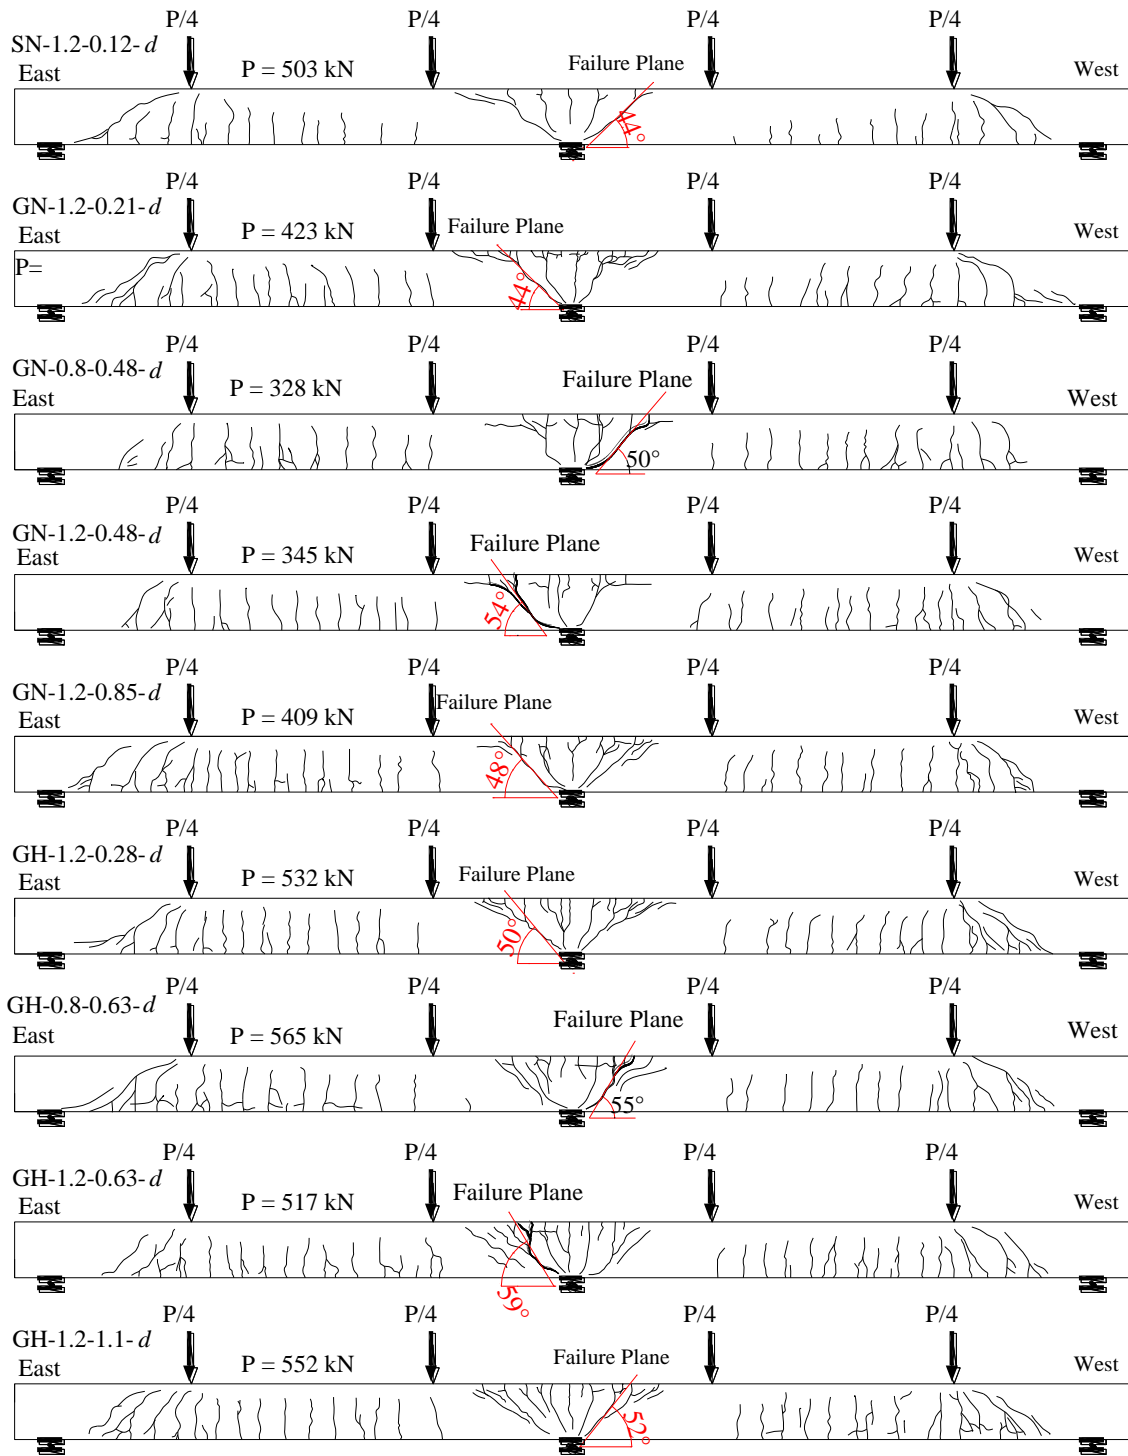 P/4 P/4 P/4 P/4
SN-1.2-0.12-d
East P = 503 kN Failure Plane West
44°
P/4 P/4 P/4 P/4
GN-1.2-0.21-d
East P = 423 kN Failure Plane West
P=
44°
P/4 P/4 P/4 P/4
GN-0.8-0.48-d
East P = 328 kN Failure Plane West
50°
P/4 P/4 P/4 P/4
GN-1.2-0.48-d
East P = 345 kN Failure Plane West
54°
P/4 P/4 P/4 P/4
GN-1.2-0.85-d
East P = 409 kN Failure Plane West
48°
P/4 P/4 P/4 P/4
GH-1.2-0.28-d
East P = 532 kN Failure Plane West
50°
P/4 P/4 P/4 P/4
GH-0.8-0.63-d
East P = 565 kN Failure Plane West
55°
P/4 P/4 P/4 P/4
GH-1.2-0.63-d
East P = 517 kN Failure Plane West
59°
P/4 P/4 P/4 P/4
GH-1.2-1.1-d
East P = 552 kN Failure Plane West
52°